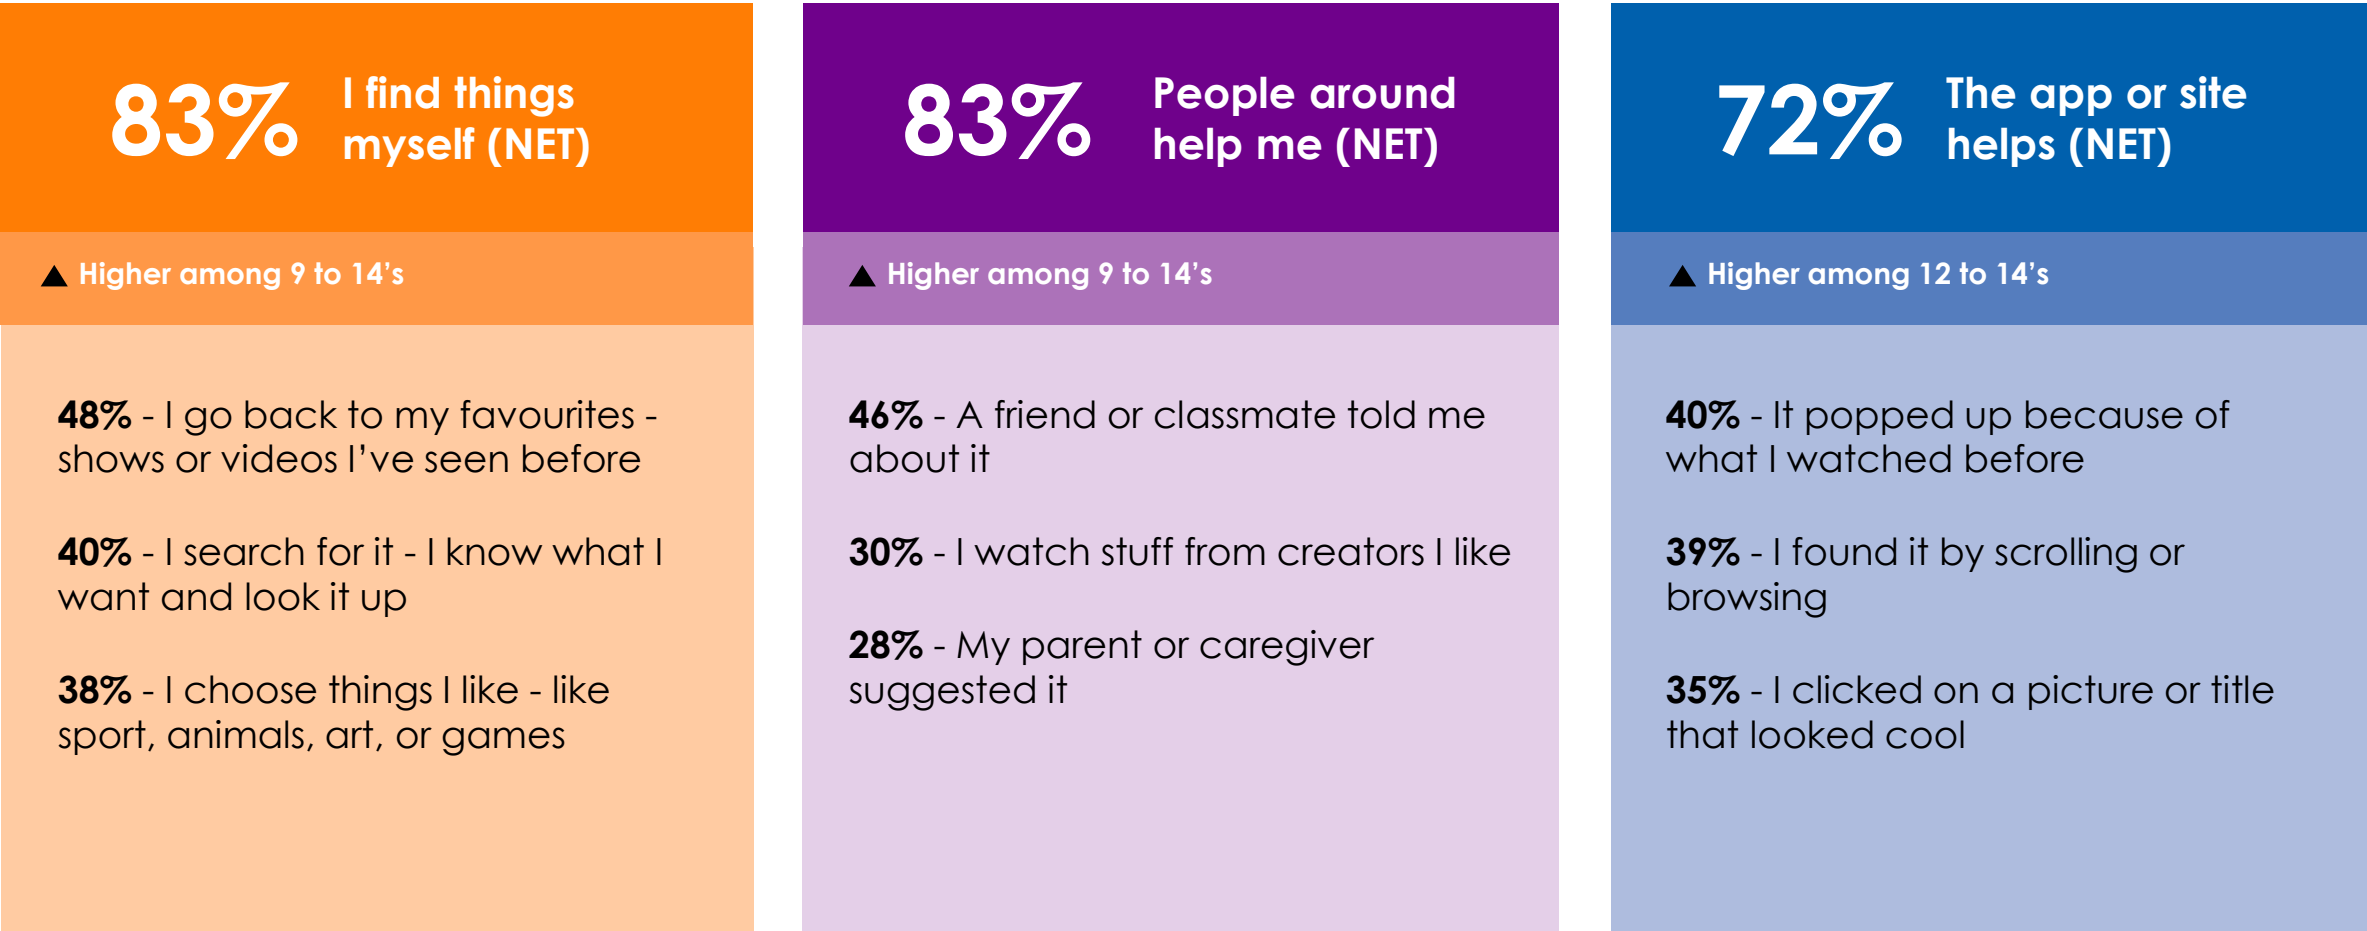 83%
I find things
myself (NET)
▲ Higher among 9 to 14's
48% - I go back to my favourites -
shows or videos I've seen before
40% - I search for it - I know what I
want and look it up
38% - I choose things I like - like
sport, animals, art, or games
83%
People around
help me (NET)
▲ Higher among 9 to 14's
46% - A friend or classmate told me
about it
30% - I watch stuff from creators I like
28% - My parent or caregiver
suggested it
72%
The app or site
helps (NET)
▲ Higher among 12 to 14's
40% - It popped up because of
what I watched before
39% - I found it by scrolling or
browsing
35% - I clicked on a picture or title
that looked cool